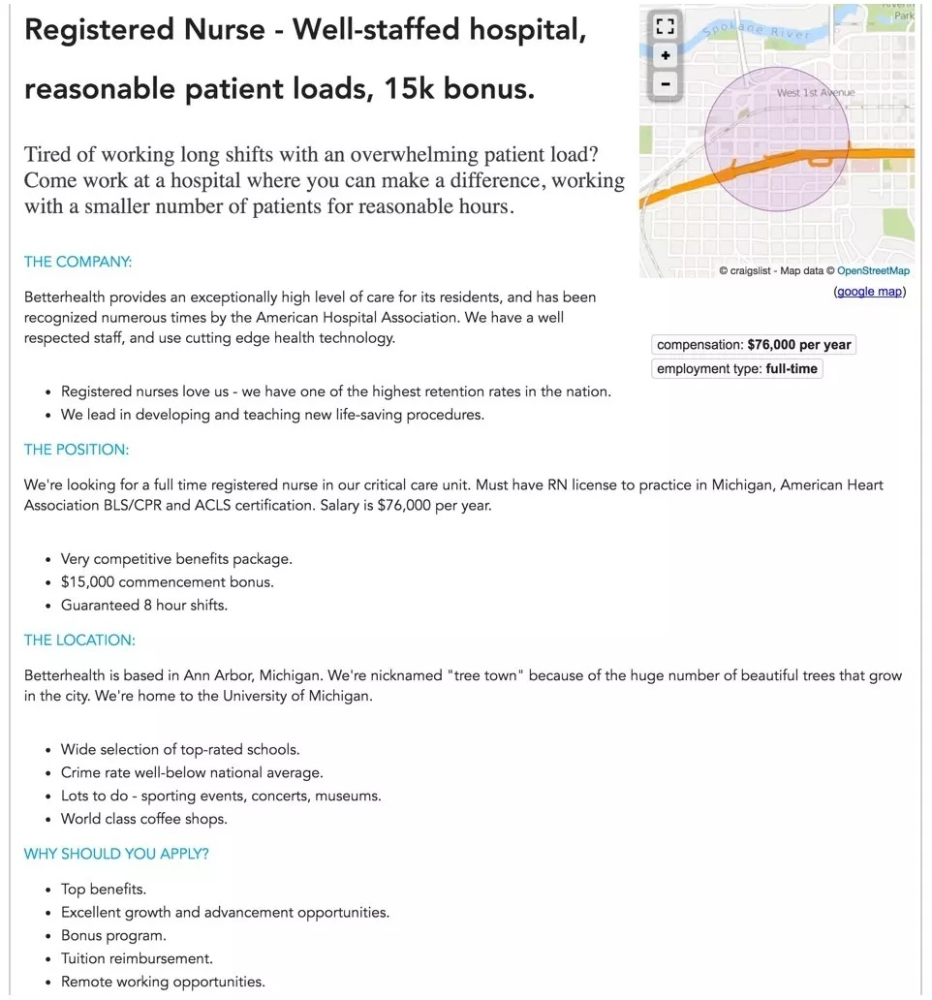 Registered Nurse - Well-staffed hospital,
reasonable patient loads, 15k bonus.
Tired of working long shifts with an overwhelming patient load?
Come work at a hospital where you can make a difference, working
with a smaller number of patients for reasonable hours.
Spokane River
Park
+
-
West 1st Avenue
© craigslist - Map data © OpenStreetMap
(google map)
compensation: $76,000 per year
employment type: full-time
THE COMPANY:
Betterhealth provides an exceptionally high level of care for its residents, and has been
recognized numerous times by the American Hospital Association. We have a well
respected staff, and use cutting edge health technology.
• Registered nurses love us - we have one of the highest retention rates in the nation.
• We lead in developing and teaching new life-saving procedures.
THE POSITION:
We're looking for a full time registered nurse in our critical care unit. Must have RN license to practice in Michigan, American Heart
Association BLS/CPR and ACLS certification. Salary is $76,000 per year.
• Very competitive benefits package.
• $15,000 commencement bonus.
• Guaranteed 8 hour shifts.
THE LOCATION:
Betterhealth is based in Ann Arbor, Michigan. We're nicknamed "tree town" because of the huge number of beautiful trees that grow
in the city. We're home to the University of Michigan.
• Wide selection of top-rated schools.
• Crime rate well-below national average.
• Lots to do - sporting events, concerts, museums.
• World class coffee shops.
WHY SHOULD YOU APPLY?
• Top benefits.
• Excellent growth and advancement opportunities.
• Bonus program.
• Tuition reimbursement.
• Remote working opportunities.